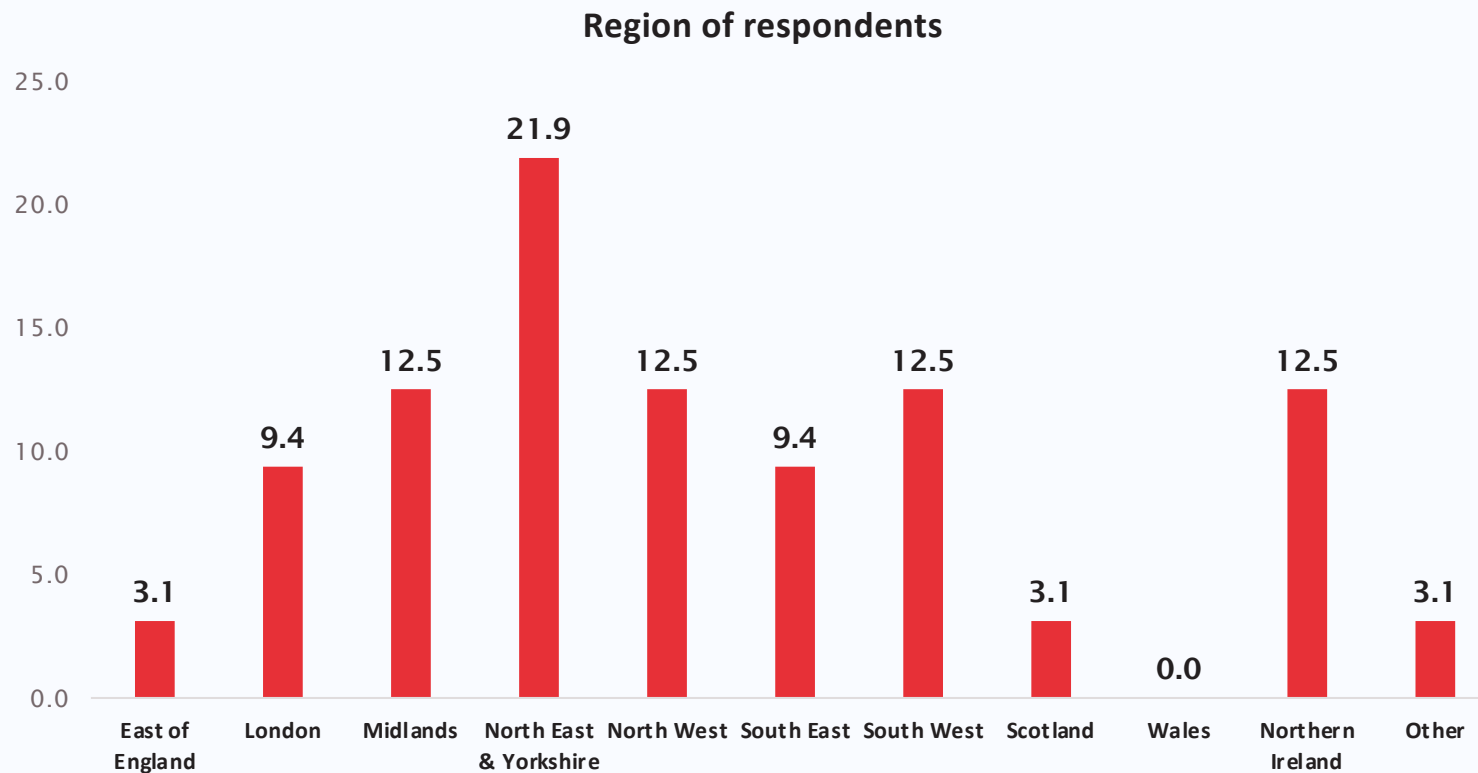 Region of respondents
25.0
20.0
15.0
10.0
5.0
0.0
3.1
9.4
12.5
21.9
12.5
9.4
12.5
3.1
0.0
12.5
3.1
East of
England
London
Midlands
North East
& Yorkshire
North West
South East
South West
Scotland
Wales
Northern
Ireland
Other